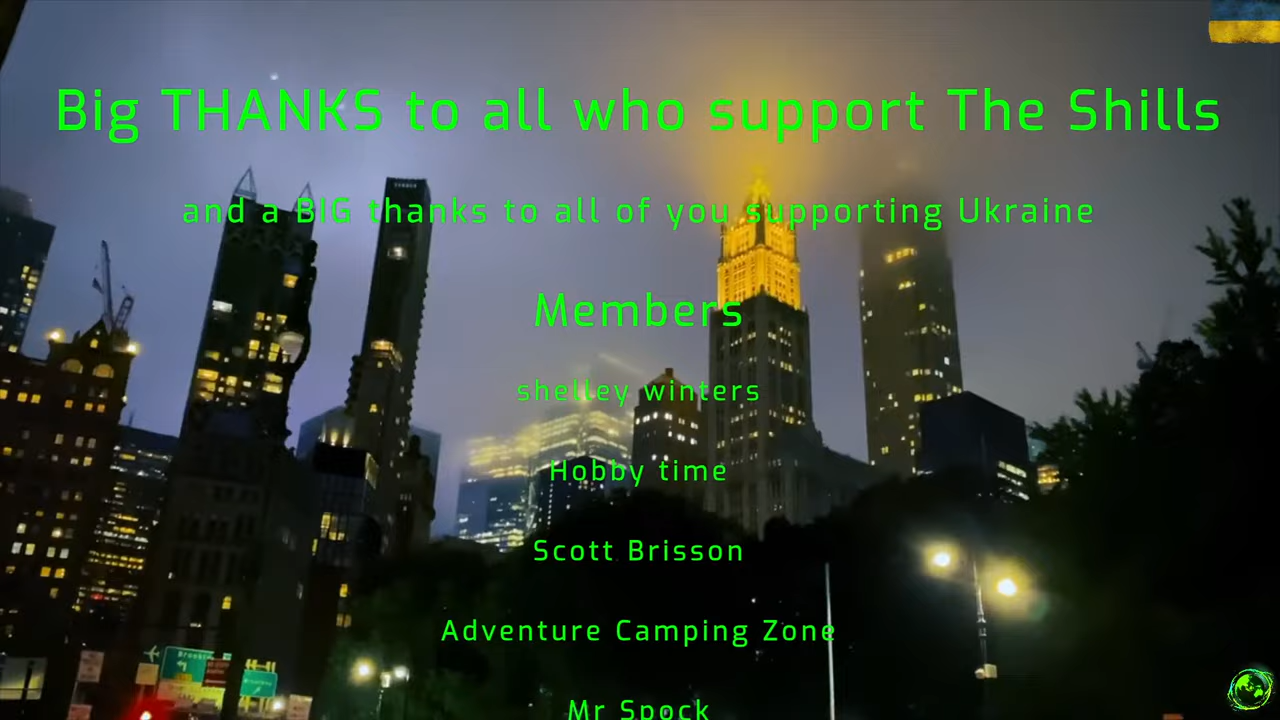 Big THANKS to all who support The Shills
and a BIG thanks to all of you supporting Ukraine
Members
shelley winters
Hobby time
Scott Brisson
Adventure Camping Zone
Mr Spock
Brooklyn